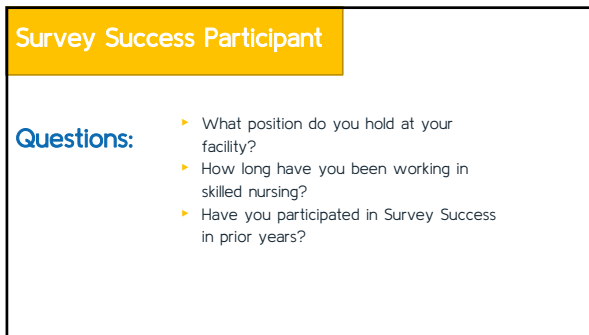 Survey Success Participant
Questions:
▸ What position do you hold at your
facility?
▸ How long have you been working in
skilled nursing?
▸ Have you participated in Survey Success
in prior years?